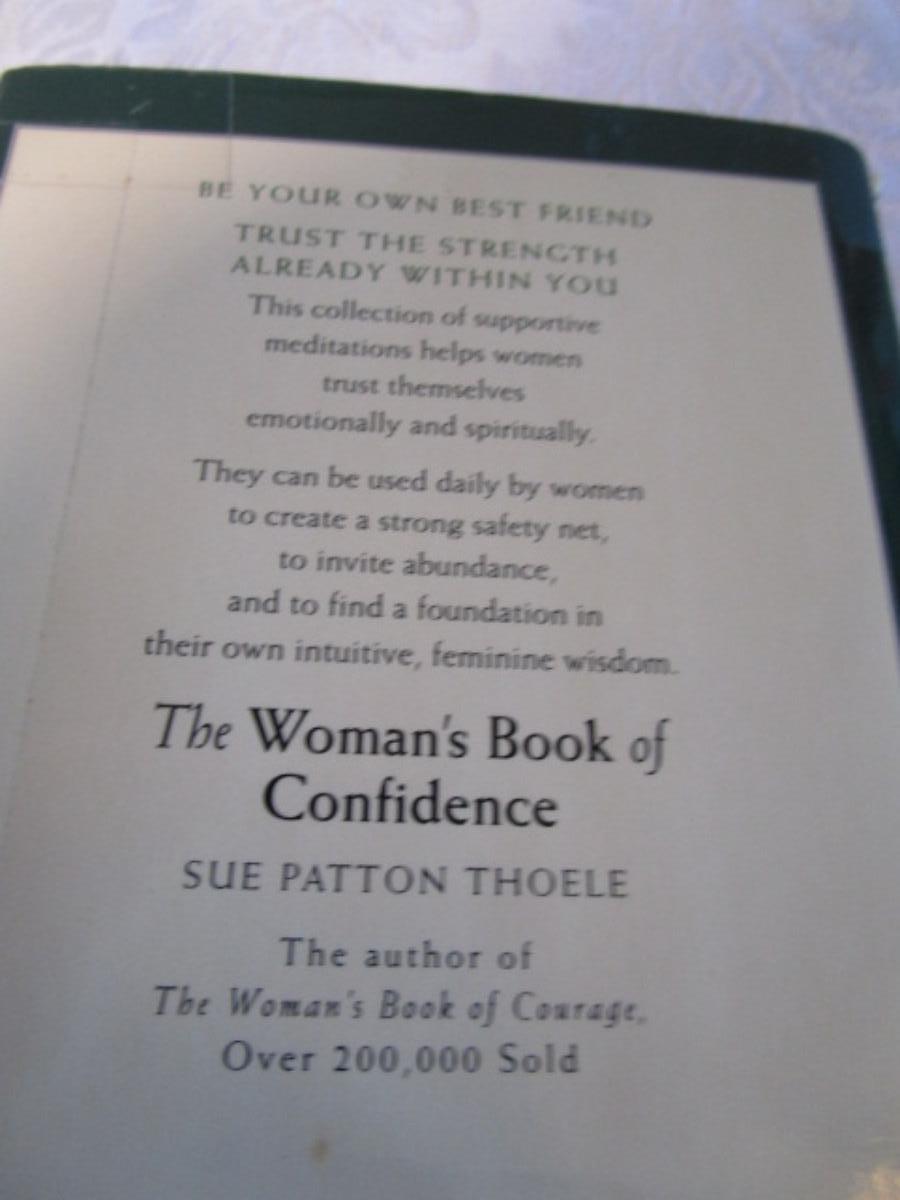 BE YOUR OWN BEST FRIEND
TRUST THE STRENGTH
ALREADY WITHIN YOU
This collection of supportive
meditations helps women
trust themselves
emotionally and spiritually.
They can be used daily by women
to create a strong safety net,
to invite abundance,
and to find a foundation in
their own intuitive, feminine wisdom.
The Woman's Book of
Confidence
SUE PATTON THOELE
The author of
The Woman's Book of Courage,
Over 200,000 Sold